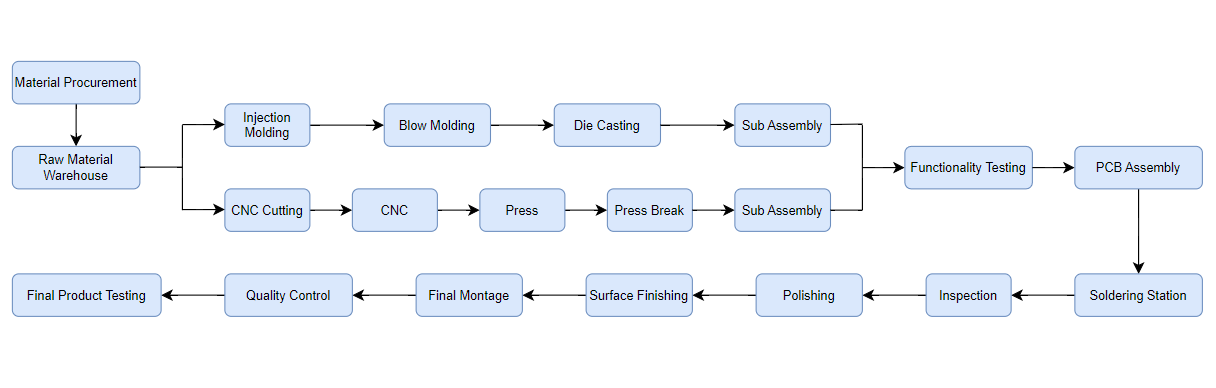 Material Procurement
Raw Material
Warehouse
Injection
Molding
Blow Molding
Die Casting
Sub Assembly
CNC Cutting
CNC
Press
Press Break
Sub Assembly
Functionality Testing
PCB Assembly
Soldering Station
Inspection
Polishing
Surface Finishing
Final Montage
Quality Control
Final Product Testing